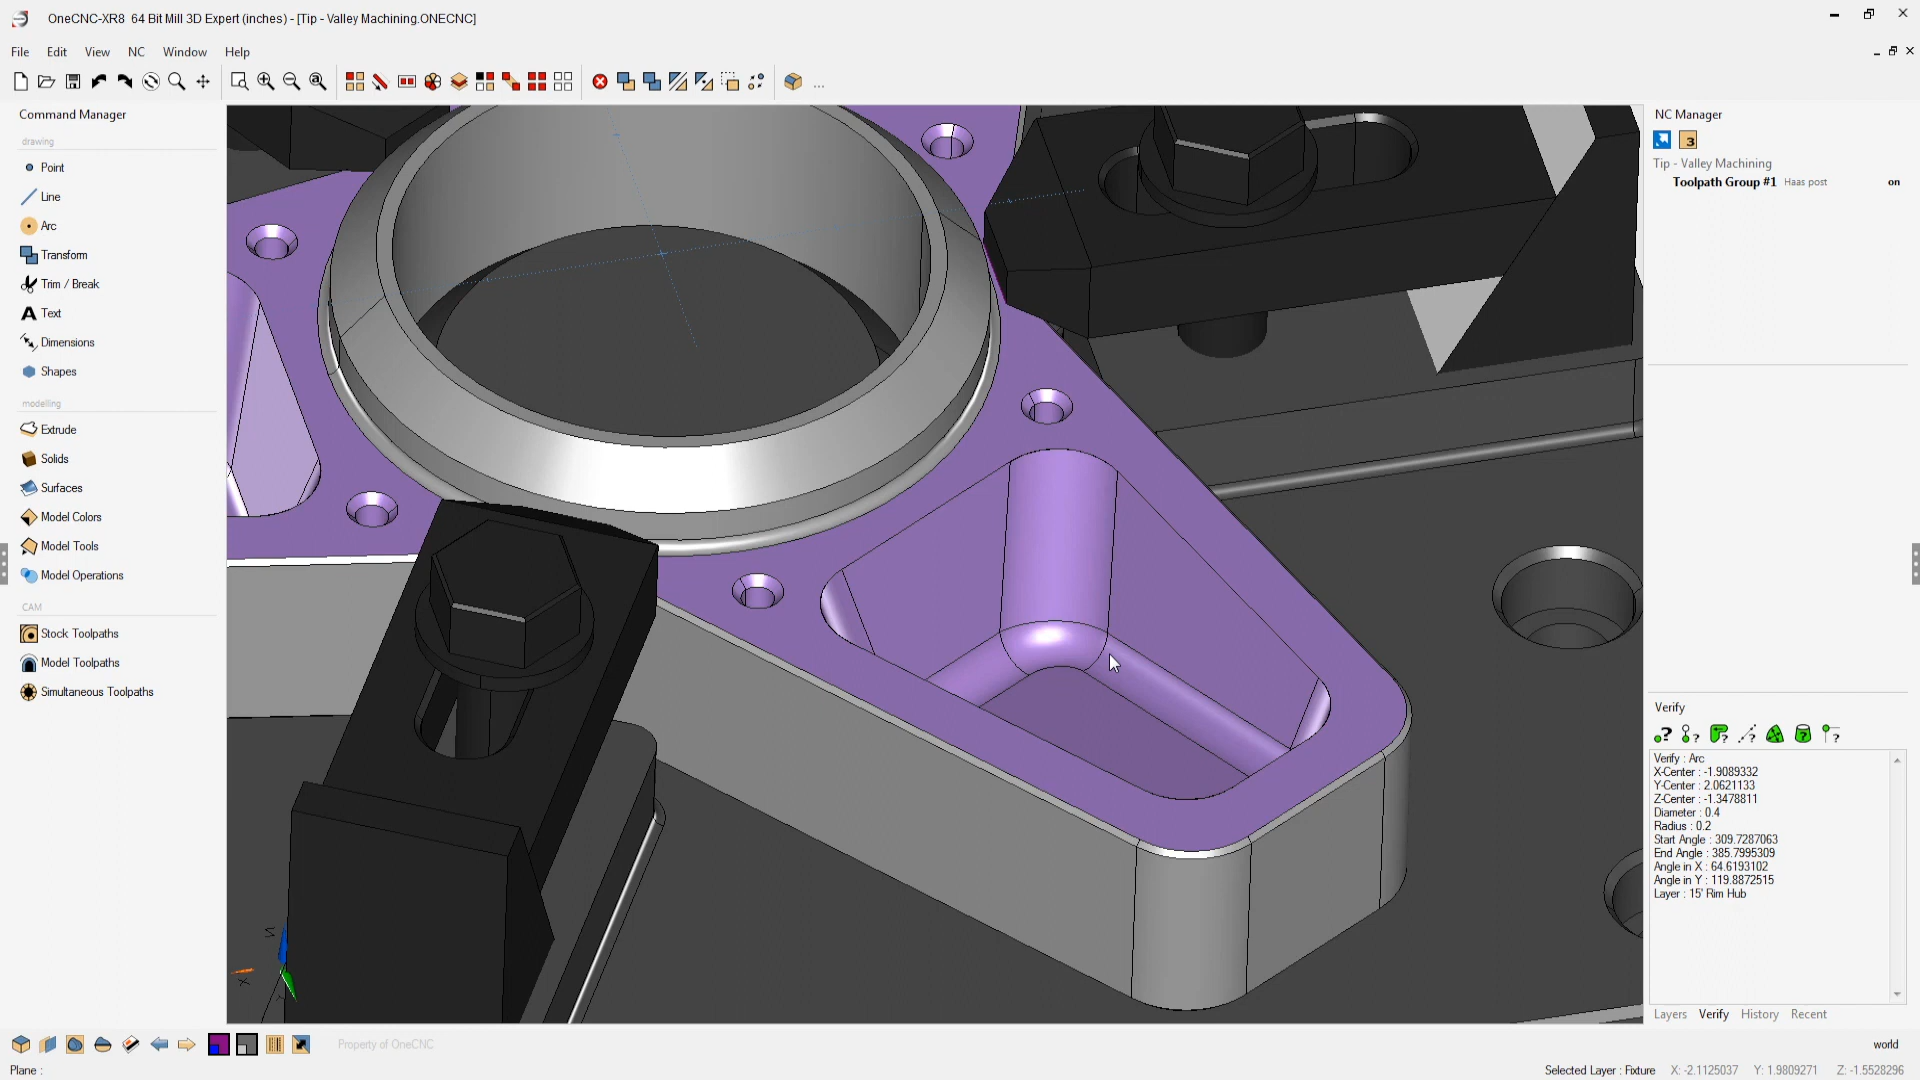 OneCNC-XR8 64 Bit Mill 3D Expert (inches) - [Tip - Valley Machining.ONECNC]
File Edit View NC Window Help
Command Manager
drawing
Point
Line
Arc
Transform
Trim / Break
A Text
Dimensions
Shapes
modelling
Extrude
Solids
Surfaces
Model Colors
Model Tools
Model Operations
CAM
Stock Toolpaths
Model Toolpaths
Simultaneous Toolpaths
NC Manager
3
Tip - Valley Machining
Toolpath Group #1 Haas post on
Verify
Verify : Arc
X-Center : -1.9089332
Y-Center : 2.0621133
Z-Center : -1.3478811
Diameter : 0.4
Radius : 0.2
Start Angle : 309.7287063
End Angle : 385.7995309
Angle in X : 64.6193102
Angle in Y : 119.8872515
Layer : 15' Rim Hub
Layers Verify History Recent
Z
X
Property of OneCNC
world
Plane :
Selected Layer : Fixture X: -2.1125037 Y: 1.9809271 Z: -1.5528296